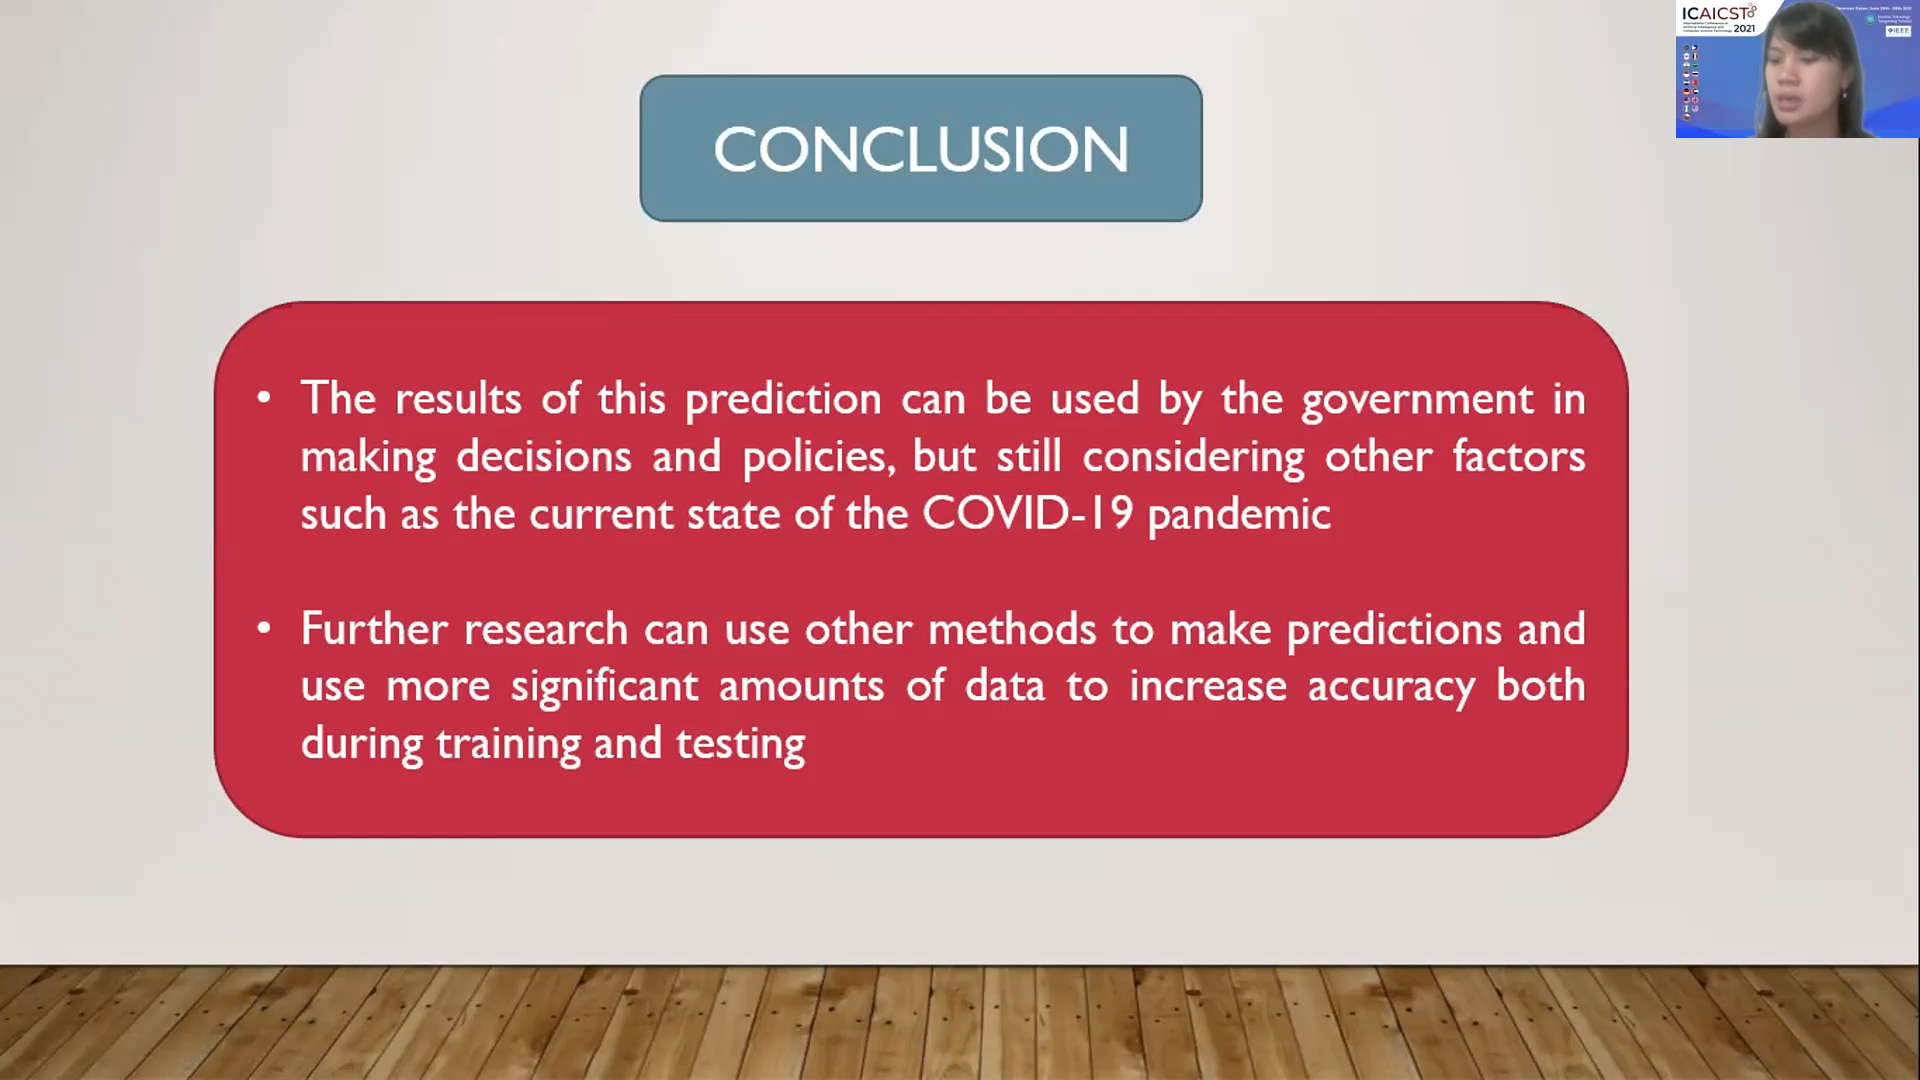 CONCLUSION
• The results of this prediction can be used by the government in
making decisions and policies, but still considering other factors
such as the current state of the COVID-19 pandemic
• Further research can use other methods to make predictions and
use more significant amounts of data to increase accuracy both
during training and testing
ICAICST
2021
IEEE